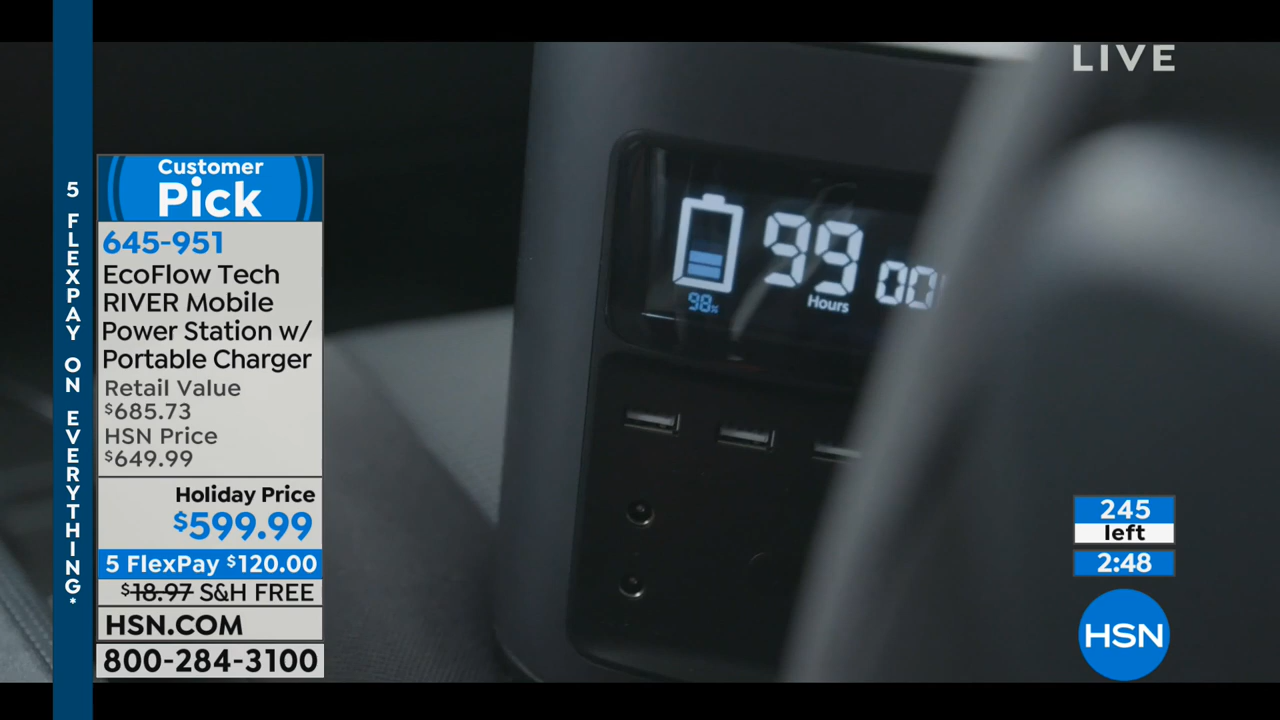 LIVE
5 FLEXPAY ON EVERYTHING*
Customer
Pick
645-951
EcoFlow Tech
RIVER Mobile
Power Station w/
Portable Charger
Retail Value
$685.73
HSN Price
$649.99
Holiday Price
$599.99
5 FlexPay $120.00
$18.97 S&H FREE
HSN.COM
800-284-3100
98%
99
Hours
00
245
left
2:48
HSN